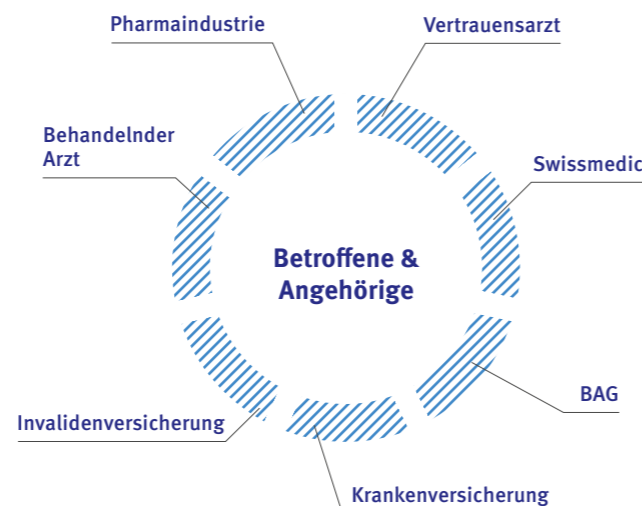 Pharmaindustrie
Vertrauensarzt
Behandelnder
Arzt
Swissmedic
Betroffene &
Angehörige
BAG
Invalidenversicherung
Krankenversicherung